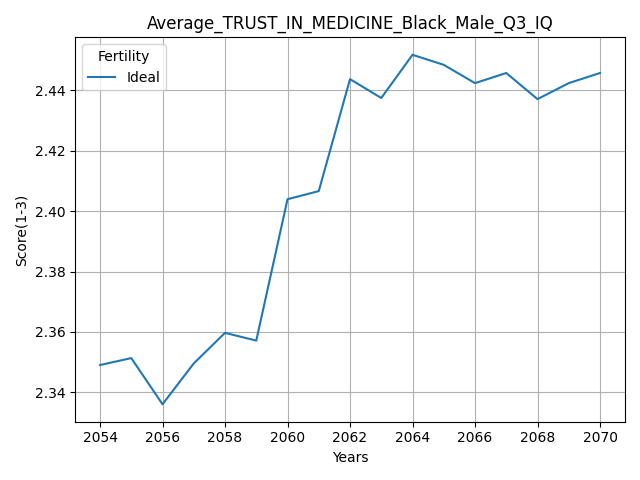 Average_TRUST_IN_MEDICINE_Black_Male_Q3_IQ
Fertility
Ideal
2.44
2.42
2.40
2.38
2.36
2.34
Score(1-3)
2054 2056 2058 2060 2062 2064 2066 2068 2070
Years